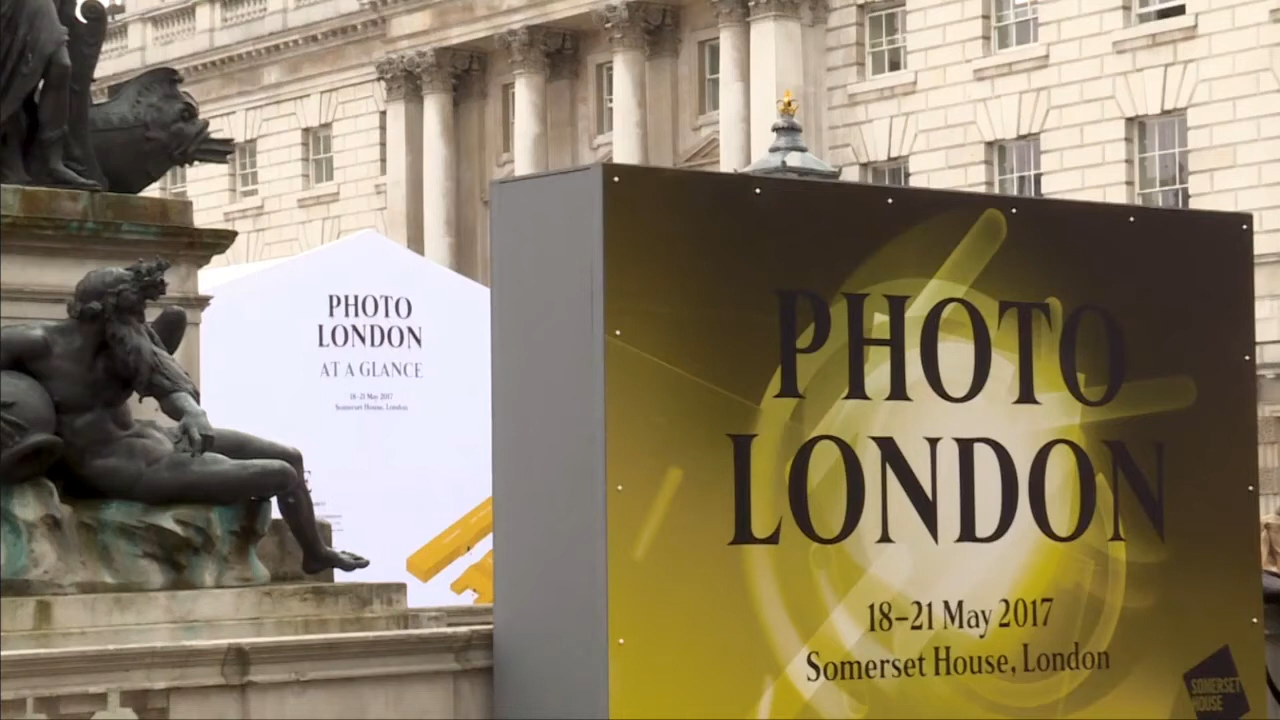 PHOTO
LONDON
AT A GLANCE
18-21 May 2017
Somerset House, London
PHOTO
LONDON
18–21 May 2017
Somerset House, London
SOMERSET
HOUSE